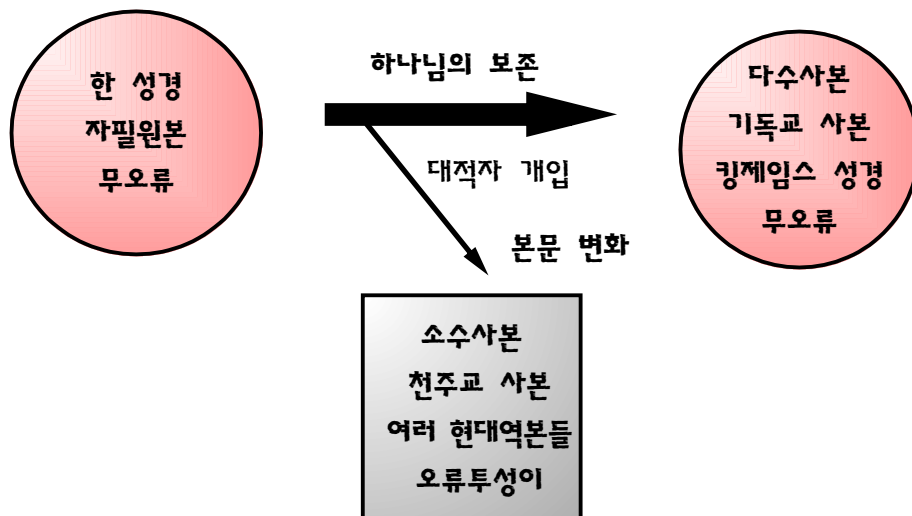 한 성경
자필원본
무오류
하나님의 보존
대적자 개입
본문 변화
다수사본
기독교 사본
킹제임스 성경
무오류
소수사본
천주교 사본
여러 현대역본들
오류투성이